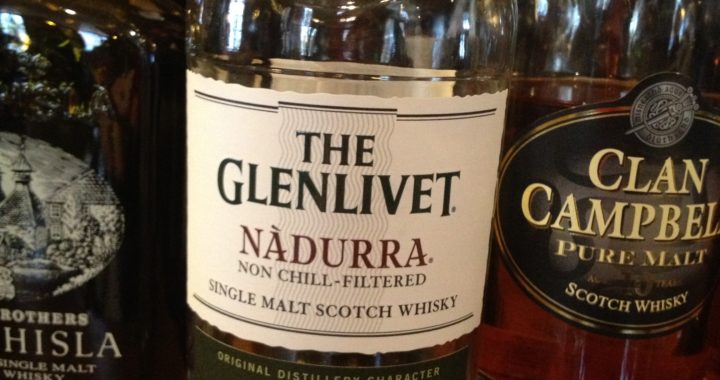 ROTHERS
HISLA
SINGLE MALT
WHISKY
THE
GLENLIVET
NÀDURRA
NON CHILL-FILTERED
SINGLE MALT SCOTCH WHISKY
ORIGINAL DISTILLERY CHARACTER
CLAN
CAMPBEL
PURE MALT
SCOTCH WHISKY